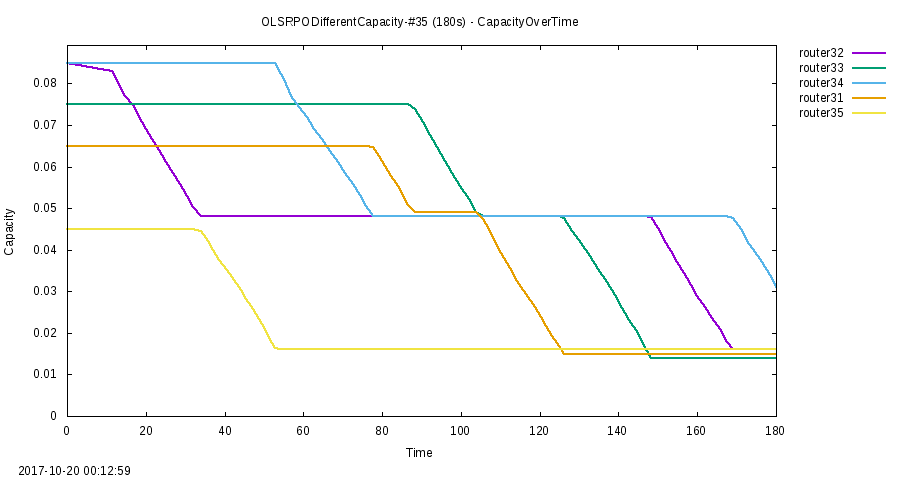 OLSRPODifferentCapacity-#35 (180s) - CapacityOverTime
router32
router33
router34
router31
router35
0.08
0.07
0.06
0.05
0.04
0.03
0.02
0.01
0
Capacity
0 20 40 60 80 100 120 140 160 180
Time
2017-10-20 00:12:59